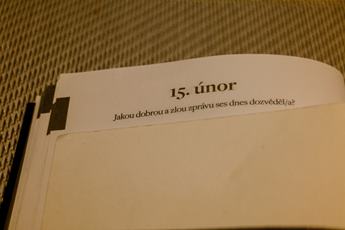 15. únor
Jakou dobrou a zlou zprávu ses dnes dozvěděl/a?